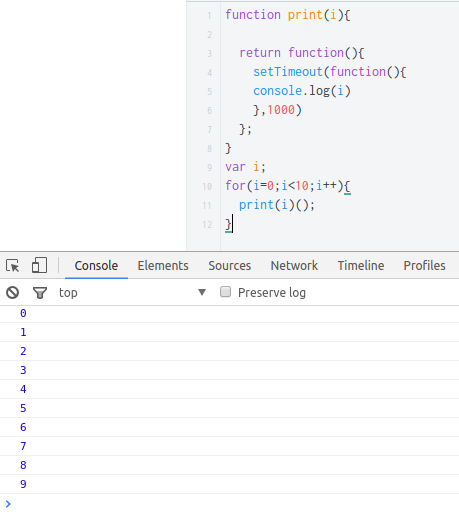 1 function print(i){
2
3 return function(){
4 setTimeout(function(){
5 console.log(i)
6 },1000)
7 };
8 }
9 var i;
10 for(i=0;i<10;i++){
11 print(i)();
12 }
Console Elements Sources Network Timeline Profiles
top Preserve log
0
1
2
3
4
5
6
7
8
9
>